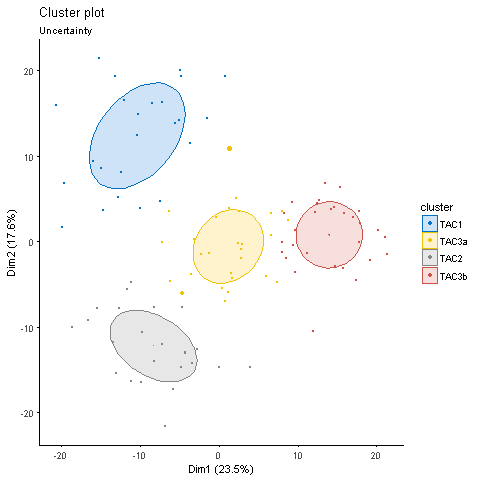 Cluster plot
Uncertainty
20
10
0
-10
-20
Dim2 (17.6%)
-20
-10
0
10
20
Dim1 (23.5%)
cluster
TAC1
TAC3a
TAC2
TAC3b